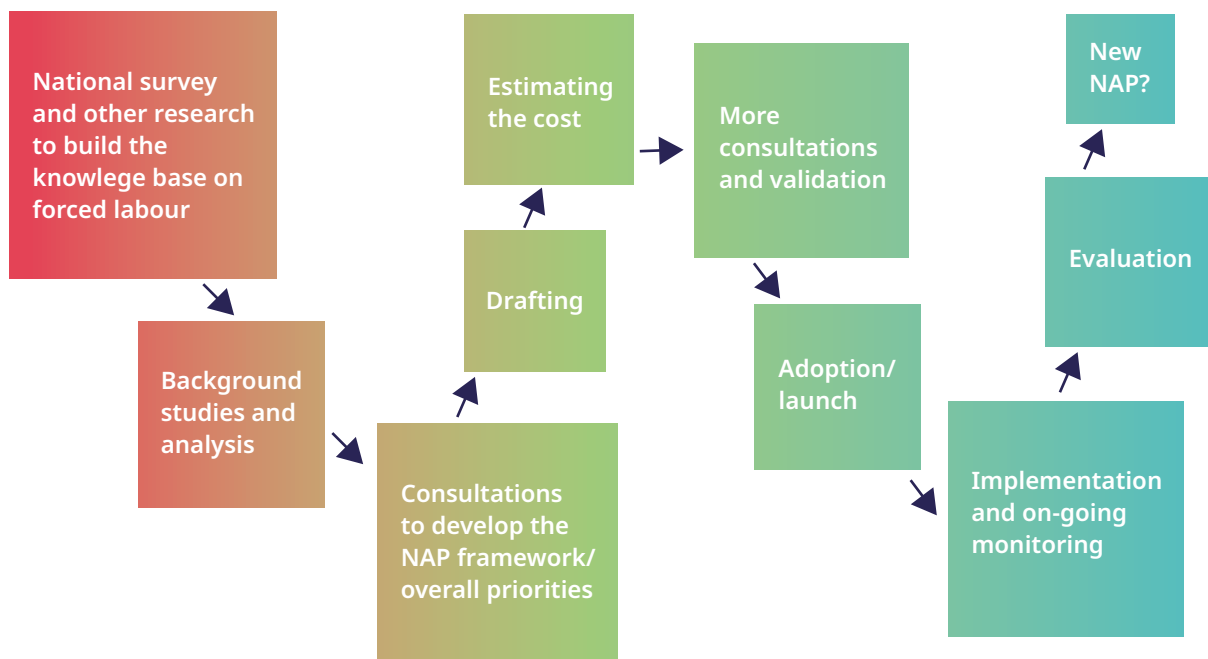 National survey
and other research
to build the
knowlege base on
forced labour
Background
studies and
analysis
Consultations
to develop the
NAP framework/
overall priorities
Drafting
Estimating
the cost
More
consultations
and validation
Adoption/
launch
Implementation
and on-going
monitoring
Evaluation
New
NAP?